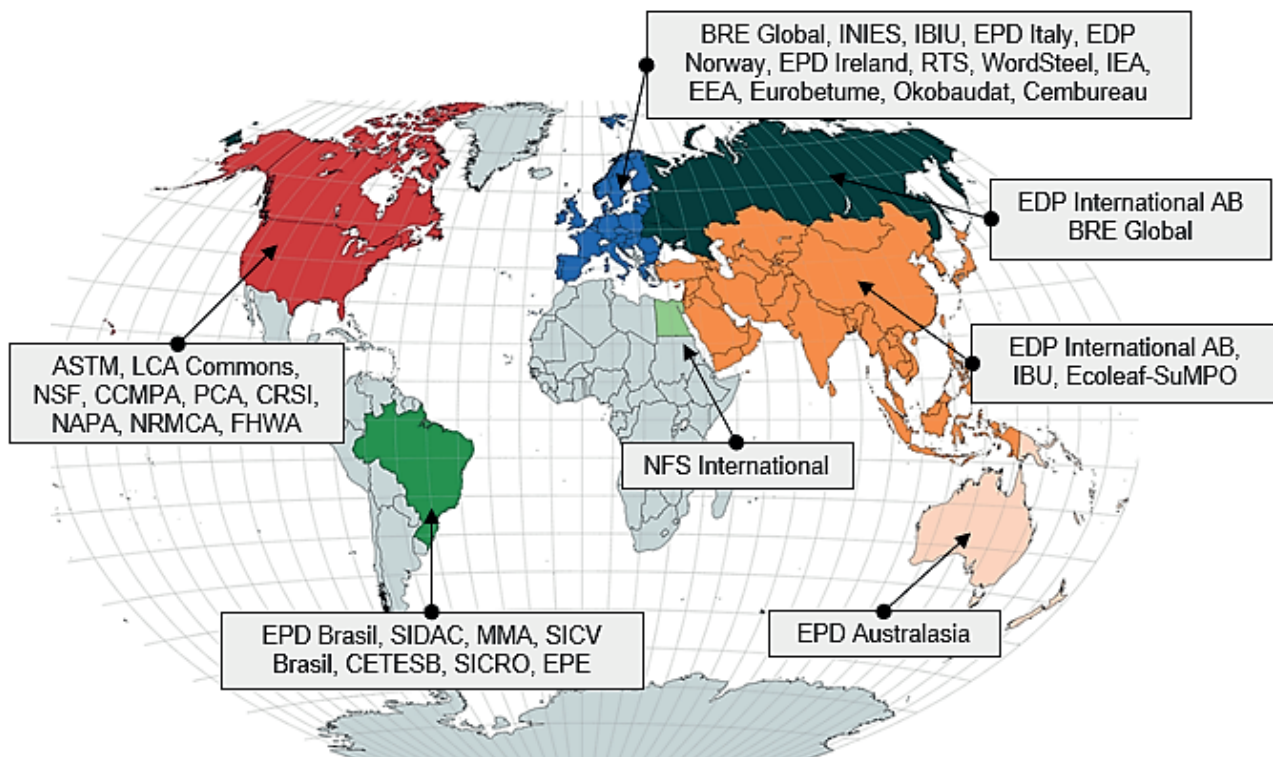 BRE Global, INIES, IBIU, EPD Italy, EDP
Norway, EPD Ireland, RTS, WordSteel, IEA,
EEA, Eurobetume, Okobaudat, Cembureau
EDP International AB
BRE Global
ASTM, LCA Commons,
NSF, CCMPA, PCA, CRSI,
NAPA, NRMCA, FHWA
EDP International AB,
IBU, Ecoleaf-SuMPO
NFS International
EPD Brasil, SIDAC, MMA, SICV
Brasil, CETESB, SICRO, EPE
EPD Australasia